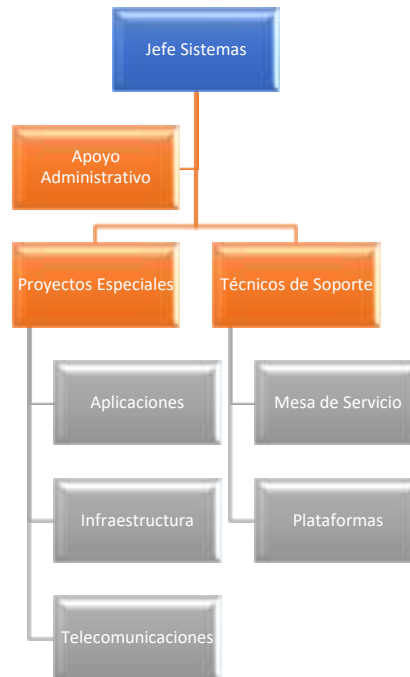 Jefe Sistemas
Apoyo
Administrativo
Proyectos Especiales
Técnicos de Soporte
Aplicaciones
Mesa de Servicio
Infraestructura
Plataformas
Telecomunicaciones